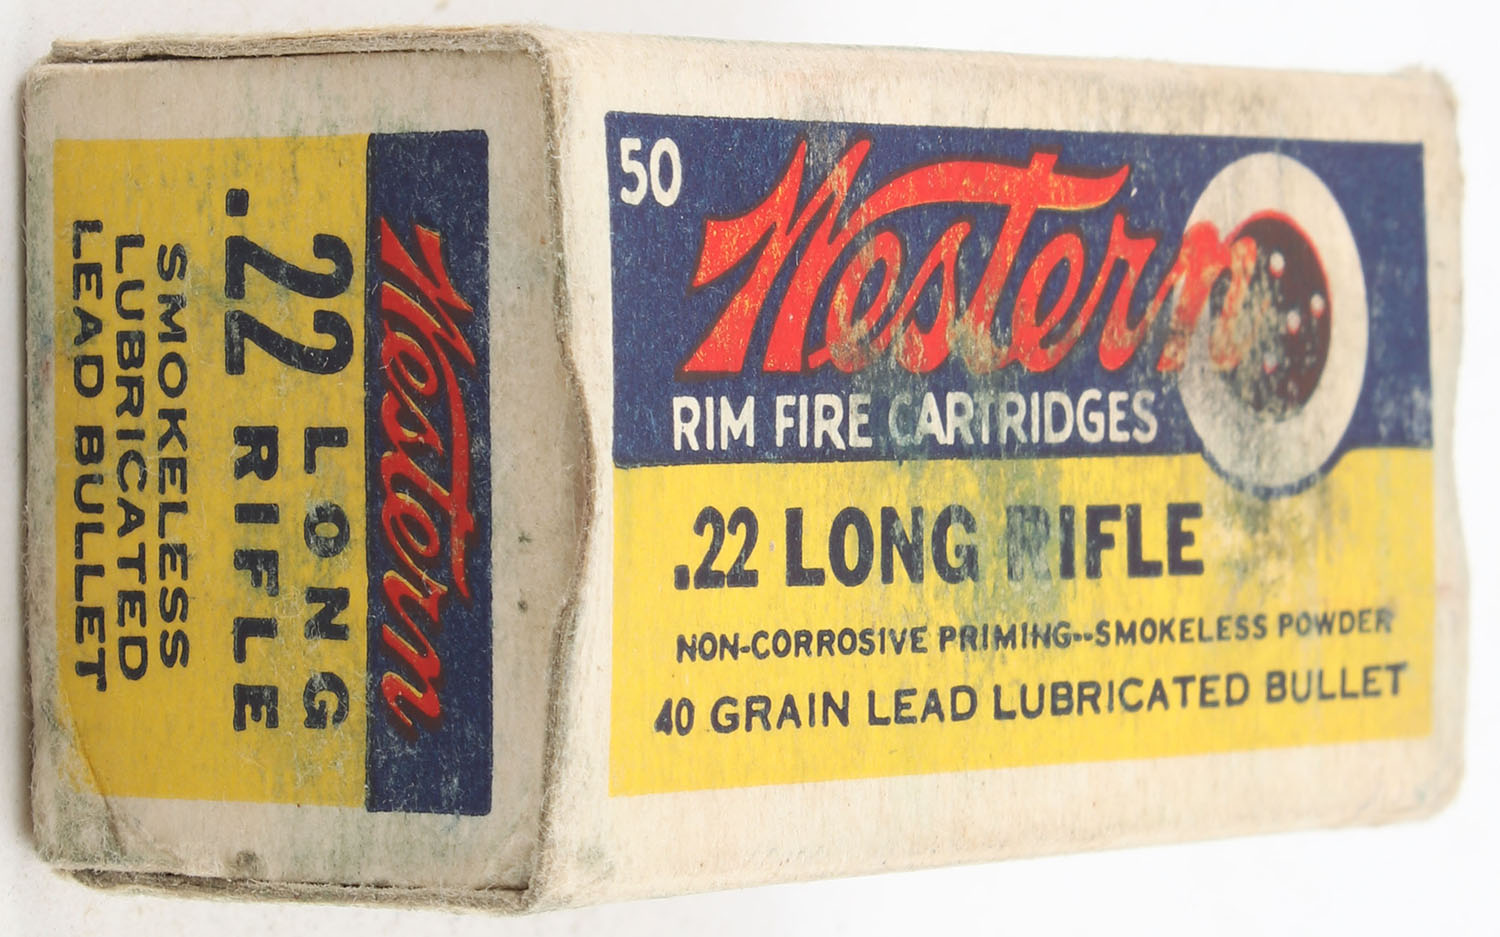 50
Western
RIM FIRE CARTRIDGES
.22 LONG RIFLE
NON-CORROSIVE PRIMING--SMOKELESS POWDER
40 GRAIN LEAD LUBRICATED BULLET
Western
.22 LONG
RIFLE
SMOKELESS
LUBRICATED
LEAD BULLET